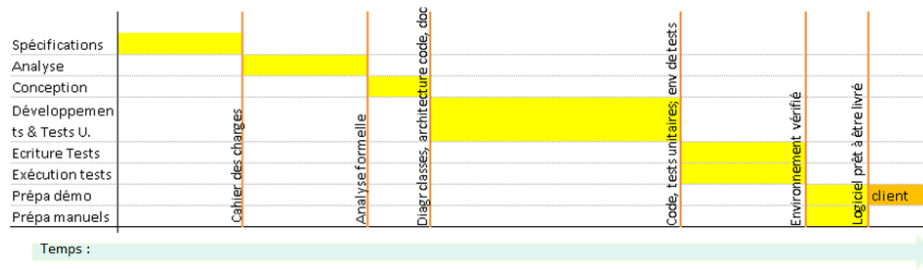 Spécifications
Analyse
Conception
Développemen
ts & Tests U.
Ecriture Tests
Exécution tests
Prépa démo
Prépa manuels
Cahier des charges
Analyse formelle
Diagr classes, architecture code, doc
Code, tests unitaires; env de tests
Environnement vérifié
Logiciel prêt à être livré
client
Temps :